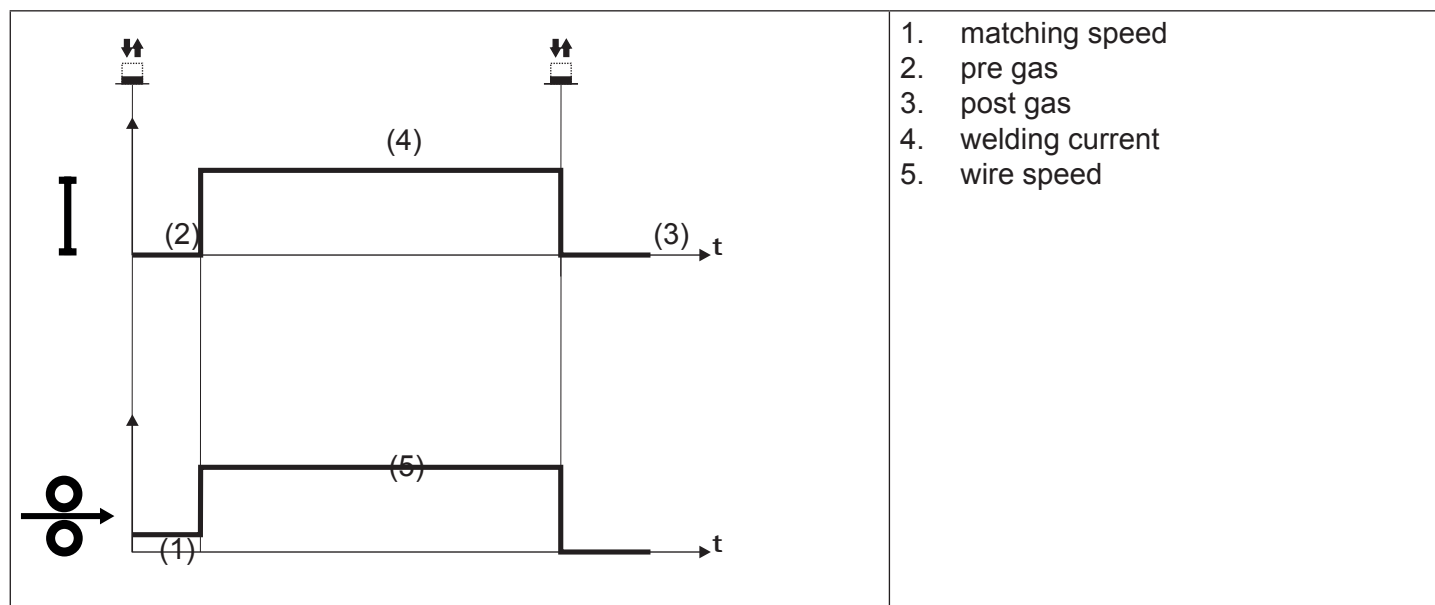 (4)
I
(2)
(3)
t
(5)
(1)
t
1. matching speed
2. pre gas
3. post gas
4. welding current
5. wire speed